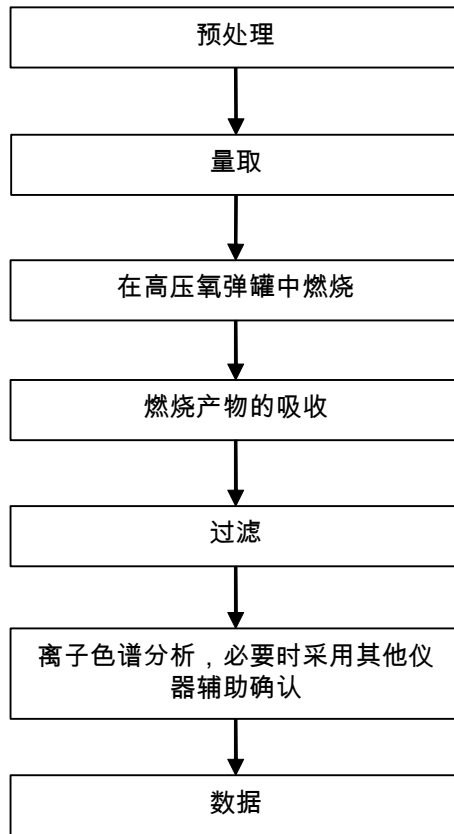 预处理
量取
在高压氧弹罐中燃烧
燃烧产物的吸收
过滤
离子色谱分析，必要时采用其他仪
器辅助确认
数据